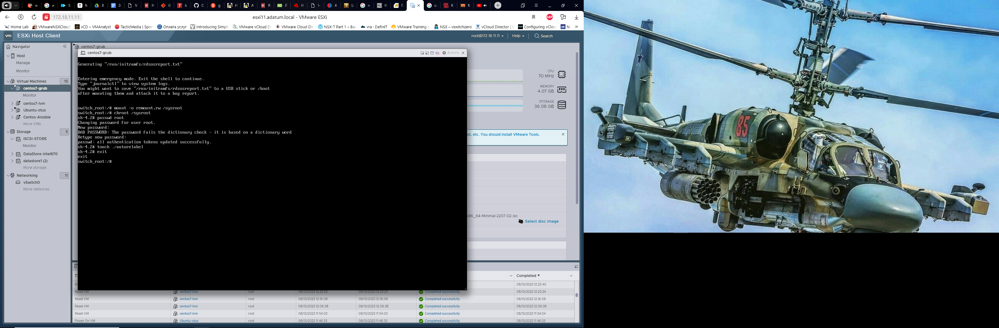 172.18.11.11
esxi11.adatum.local - VMware ESXi
ABP
Home Lab
VMwareNSXCloud
vCD – VMAnalyst
TacticMedia | Spon
Оплата услуг
Introducing Simpli
VMware vCloud Di
VMware Cloud Dir
NSX-T Part 1 – Bas
vra · DefinIT
VMware Training L
NSX – vswitchzero
vCloud Director | V
Configuring vClou
vm ESXi Host Client
root@172.18.11.11
Help
Search
Navigator
Host
Manage
Monitor
Virtual Machines 15
centos7-grub
Monitor
centos7-lvm
Ubuntu-otus
Centos-Ansible
More VMs...
Storage 5
iSCSI-STORE
Monitor
DataStore-Intel670
datastore1 (2)
More storage...
Networking 11
vSwitch0
More networks...
centos7-grub
centos7-grub
Actions
Generating "/run/initramfs/rdsosreport.txt"
Entering emergency mode. Exit the shell to continue.
Type "journalctl" to view system logs.
You might want to save "/run/initramfs/rdsosreport.txt" to a USB stick or /boot
after mounting them and attach it to a bug report.
switch_root:/# mount -o remount,rw /sysroot
switch_root:/# chroot /sysroot
sh-4.2# passwd root
Changing password for user root.
New password:
BAD PASSWORD: The password fails the dictionary check - it is based on a dictionary word
Retype new password:
passwd: all authentication tokens updated successfully.
sh-4.2# touch ./autorelabel
sh-4.2# exit
exit
switch_root:/#
CPU
70 MHz
MEMORY
4.07 GB
STORAGE
36.08 GB
ot, etc. You should install VMware Tools.
x86_64-Minimal-2207-02.iso
Select disc image
Completed
08/13/2023 12:23:40
Reset VM centos7-lvm root 08/13/2023 12:23:23 08/13/2023 12:23:23 Completed successfully 08/13/2023 12:23:24
Reset VM centos7-lvm root 08/13/2023 12:16:08 08/13/2023 12:16:08 Completed successfully 08/13/2023 12:16:08
Reset VM centos7-lvm root 08/13/2023 12:06:38 08/13/2023 12:06:38 Completed successfully 08/13/2023 12:06:38
Reset VM centos7-lvm root 08/13/2023 11:54:03 08/13/2023 11:54:03 Completed successfully 08/13/2023 11:54:04
Power On VM Ubuntu-otus root 08/13/2023 11:46:33 08/13/2023 11:46:33 Completed successfully 08/13/2023 11:46:33
85